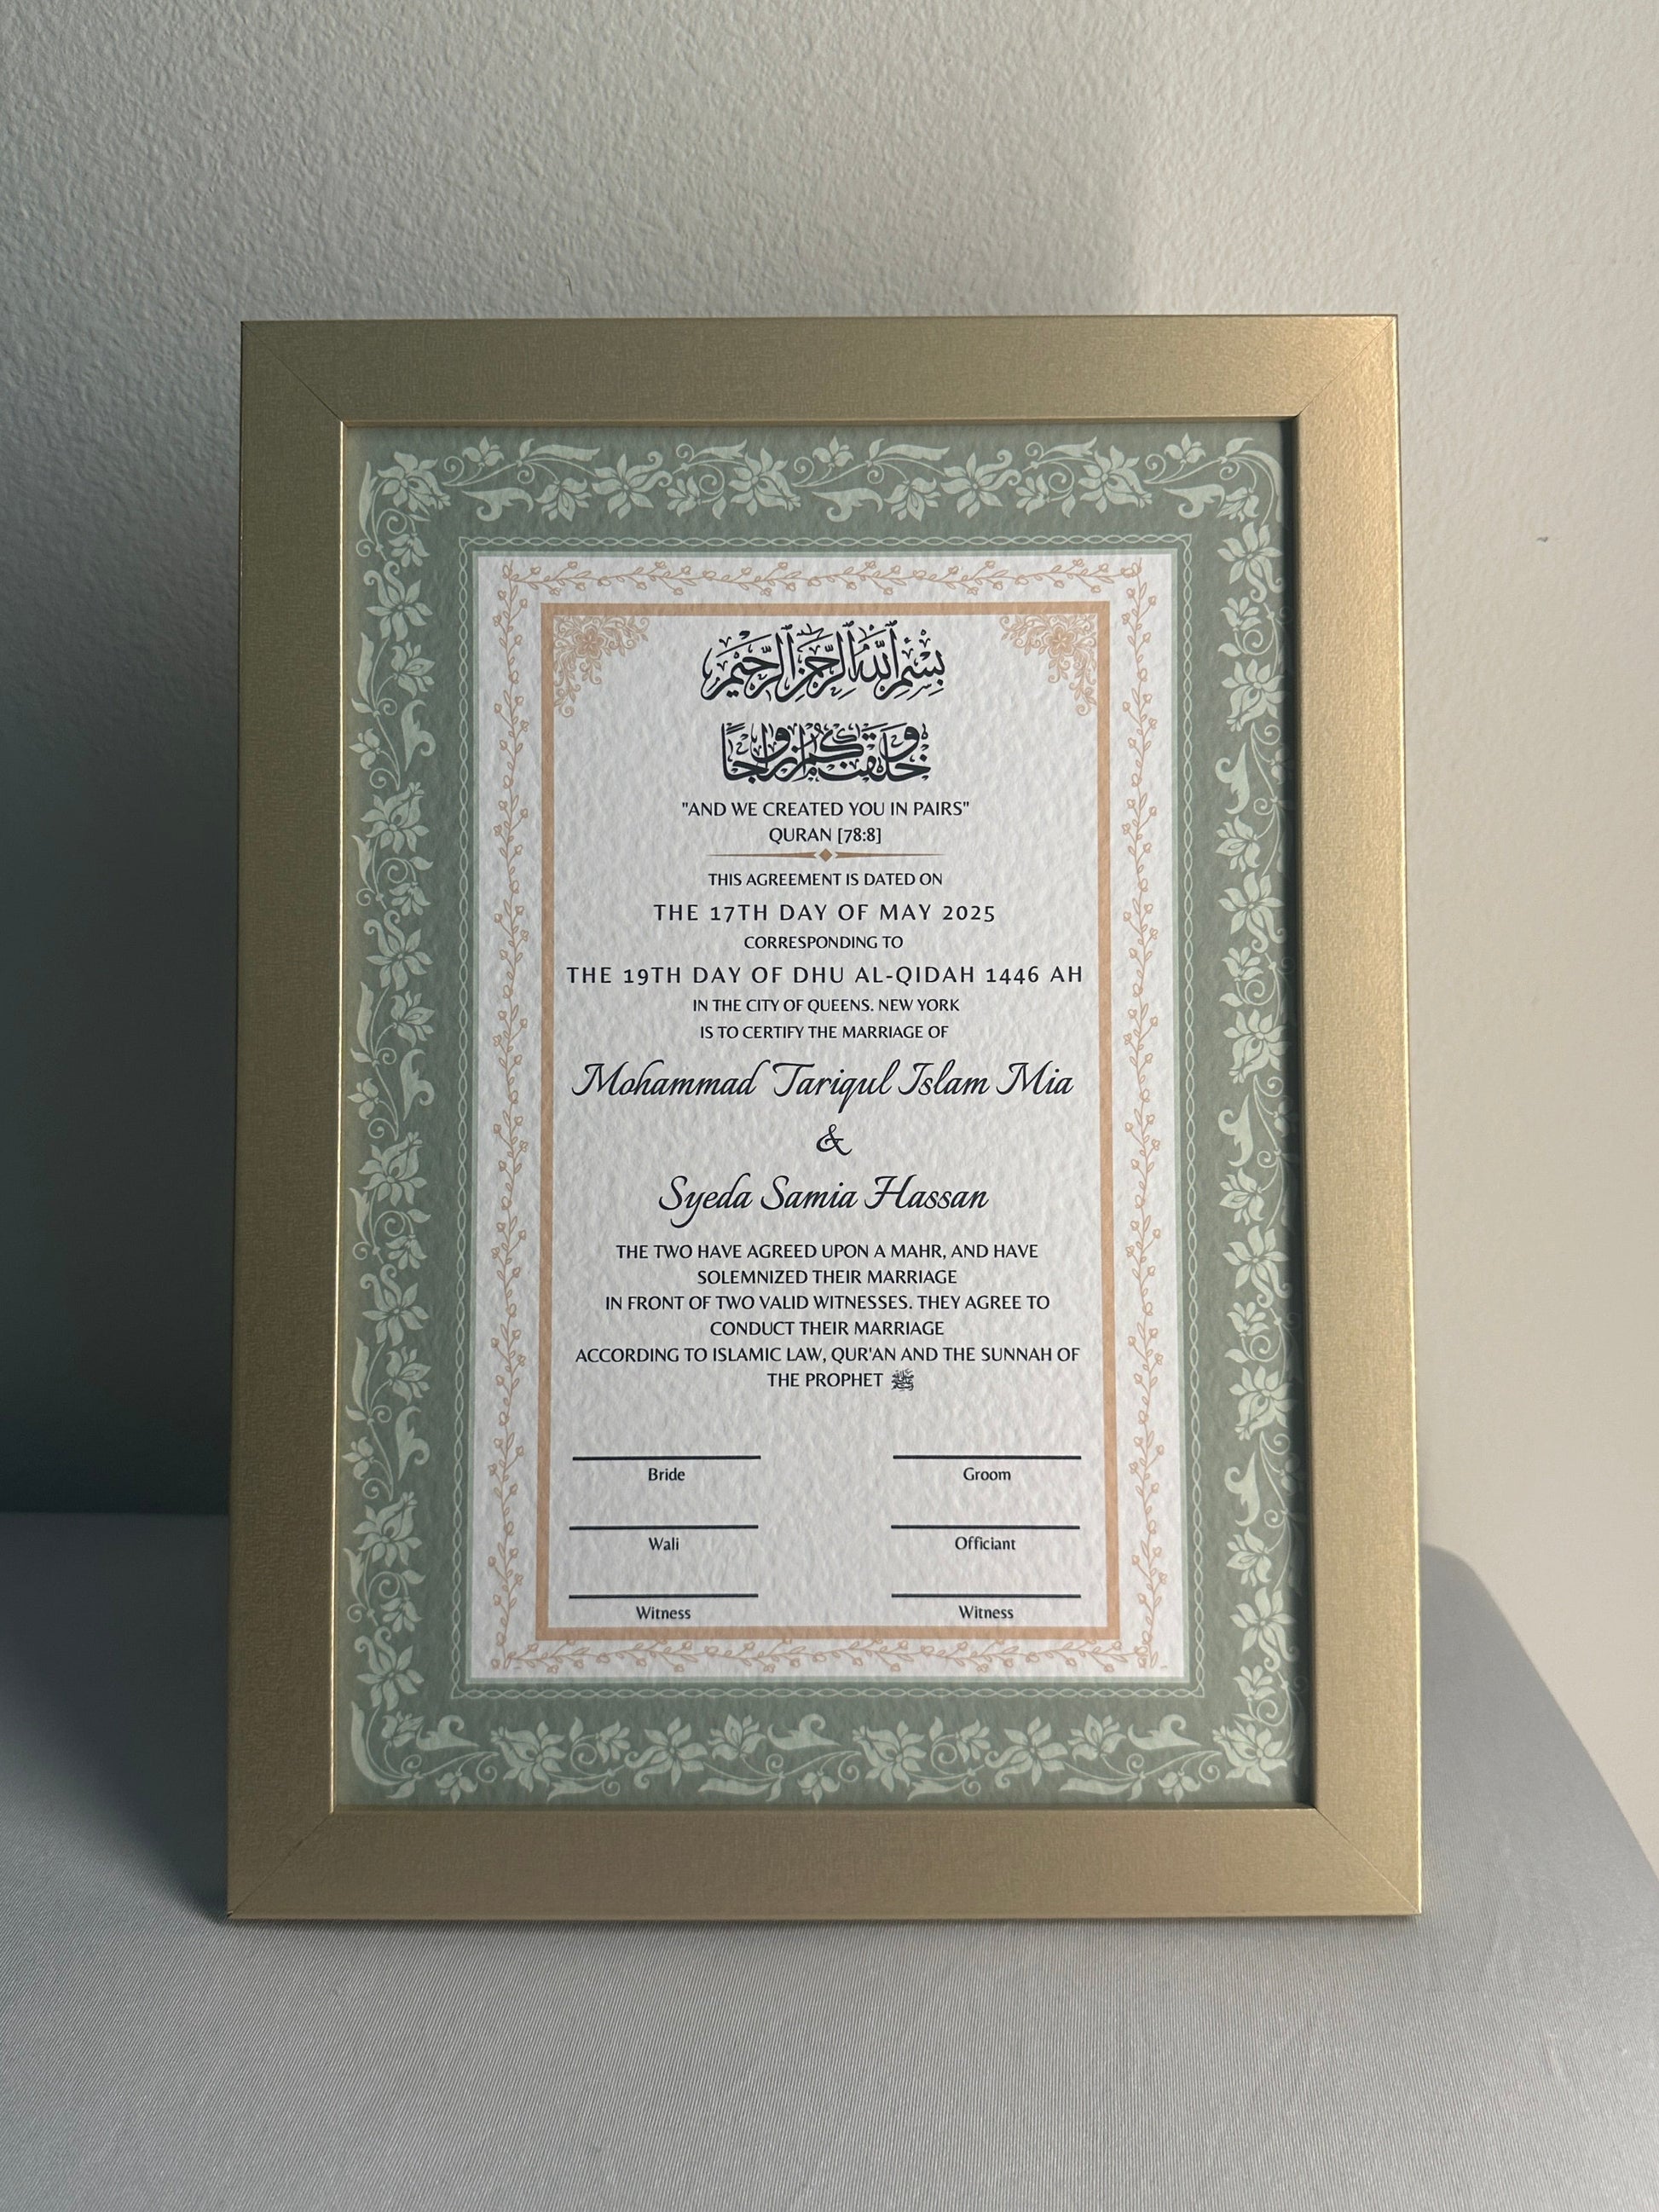 بسم الله الرحمن الرحيم
وخلقناكم أزواجا
"AND WE CREATED YOU IN PAIRS"
QURAN [78:8]
THIS AGREEMENT IS DATED ON
THE 17TH DAY OF MAY 2025
CORRESPONDING TO
THE 19TH DAY OF DHU AL-QIDAH 1446 AH
IN THE CITY OF QUEENS. NEW YORK
IS TO CERTIFY THE MARRIAGE OF
Mohammad Tariqul Islam Mia
&
Syeda Samia Hassan
THE TWO HAVE AGREED UPON A MAHR, AND HAVE
SOLEMNIZED THEIR MARRIAGE
IN FRONT OF TWO VALID WITNESSES. THEY AGREE TO
CONDUCT THEIR MARRIAGE
ACCORDING TO ISLAMIC LAW, QUR'AN AND THE SUNNAH OF
THE PROPHET ﷺ
Bride Groom
Wali Officiant
Witness Witness